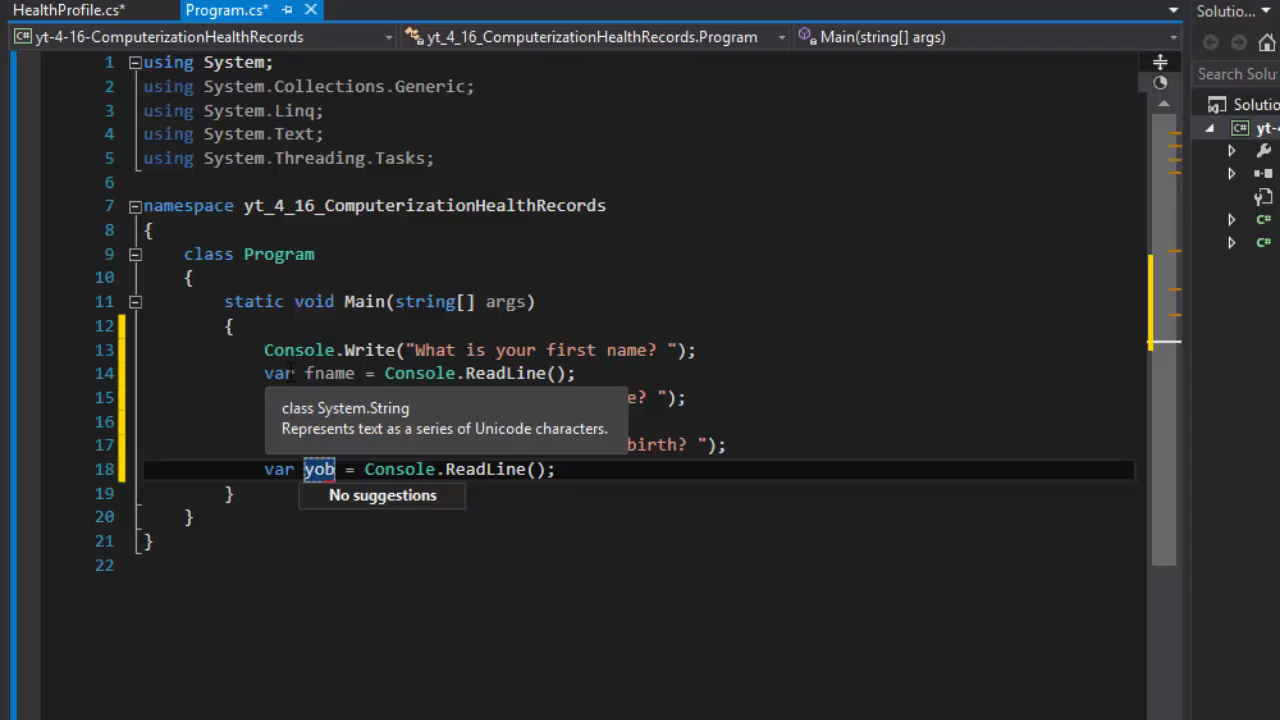 HealthProfile.cs*
Program.cs*
Solutio...
yt-4-16-ComputerizationHealthRecords
yt_4_16_ComputerizationHealthRecords.Program
Main(string[] args)
Search Solu
Solutio
yt-
1 using System;
2 using System.Collections.Generic;
3 using System.Linq;
4 using System.Text;
5 using System.Threading.Tasks;
6
7 namespace yt_4_16_ComputerizationHealthRecords
8 {
9 class Program
10 {
11 static void Main(string[] args)
12 {
13 Console.Write("What is your first name? ");
14 var fname = Console.ReadLine();
15 e? ");
class System.String
16
Represents text as a series of Unicode characters.
17 birth? ");
18 var yob = Console.ReadLine();
No suggestions
19 }
20 }
21 }
22
C#
C#